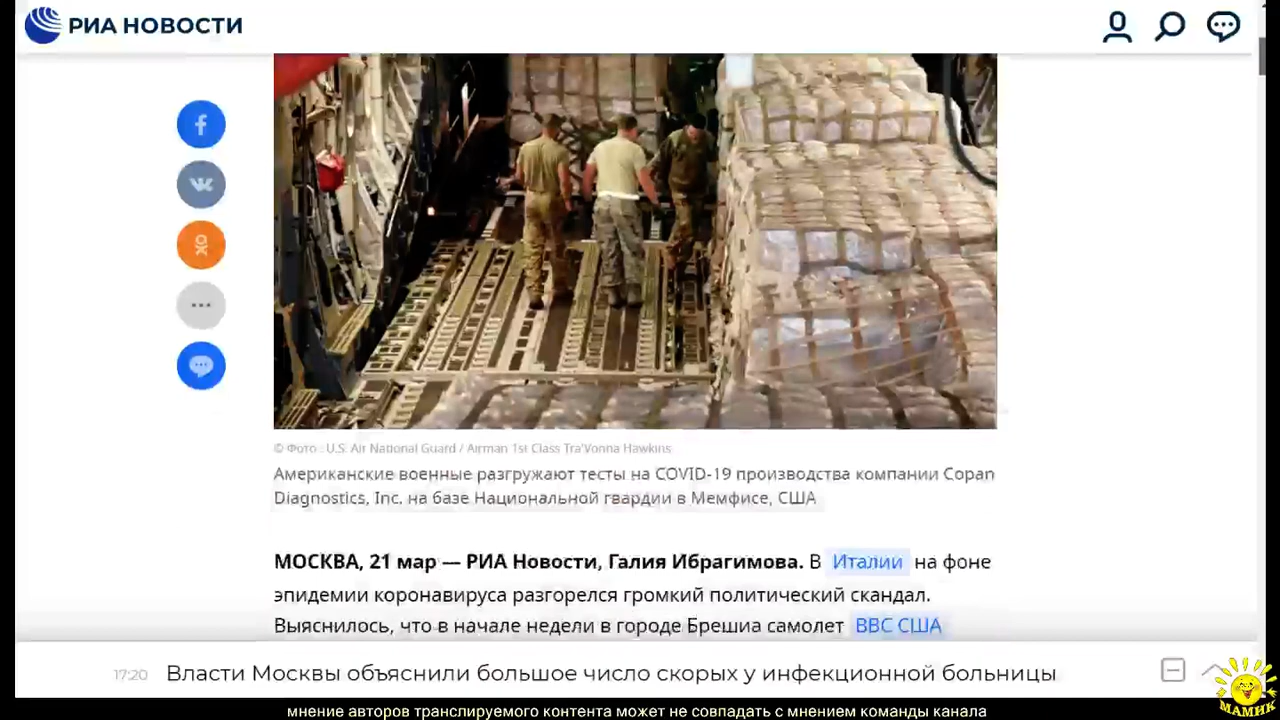 РИА НОВОСТИ
© Фото : U.S. Air National Guard / Airman 1st Class Tra'Vonna Hawkins
Американские военные разгружают тесты на COVID-19 производства компании Copan
Diagnostics, Inc. на базе Национальной гвардии в Мемфисе, США
МОСКВА, 21 мар — РИА Новости, Галия Ибрагимова. В Италии на фоне
эпидемии коронавируса разгорелся громкий политический скандал.
Выяснилось, что в начале недели в городе Брешиа самолет ВВС США
17:20 Власти Москвы объяснили большое число скорых у инфекционной больницы
МАМИК
мнение авторов транслируемого контента может не совпадать с мнением команды канала